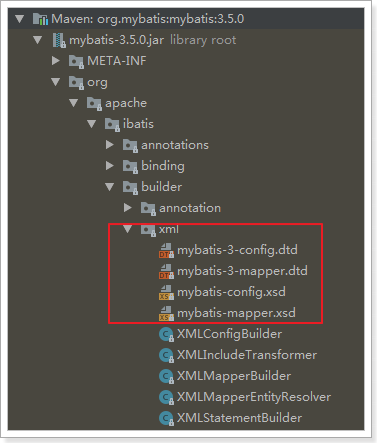 Maven: org.mybatis:mybatis:3.5.0
mybatis-3.5.0.jar library root
META-INF
org
apache
ibatis
annotations
binding
builder
annotation
xml
mybatis-3-config.dtd
mybatis-3-mapper.dtd
mybatis-config.xsd
mybatis-mapper.xsd
XMLConfigBuilder
XMLIncludeTransformer
XMLMapperBuilder
XMLMapperEntityResolver
XMLStatementBuilder